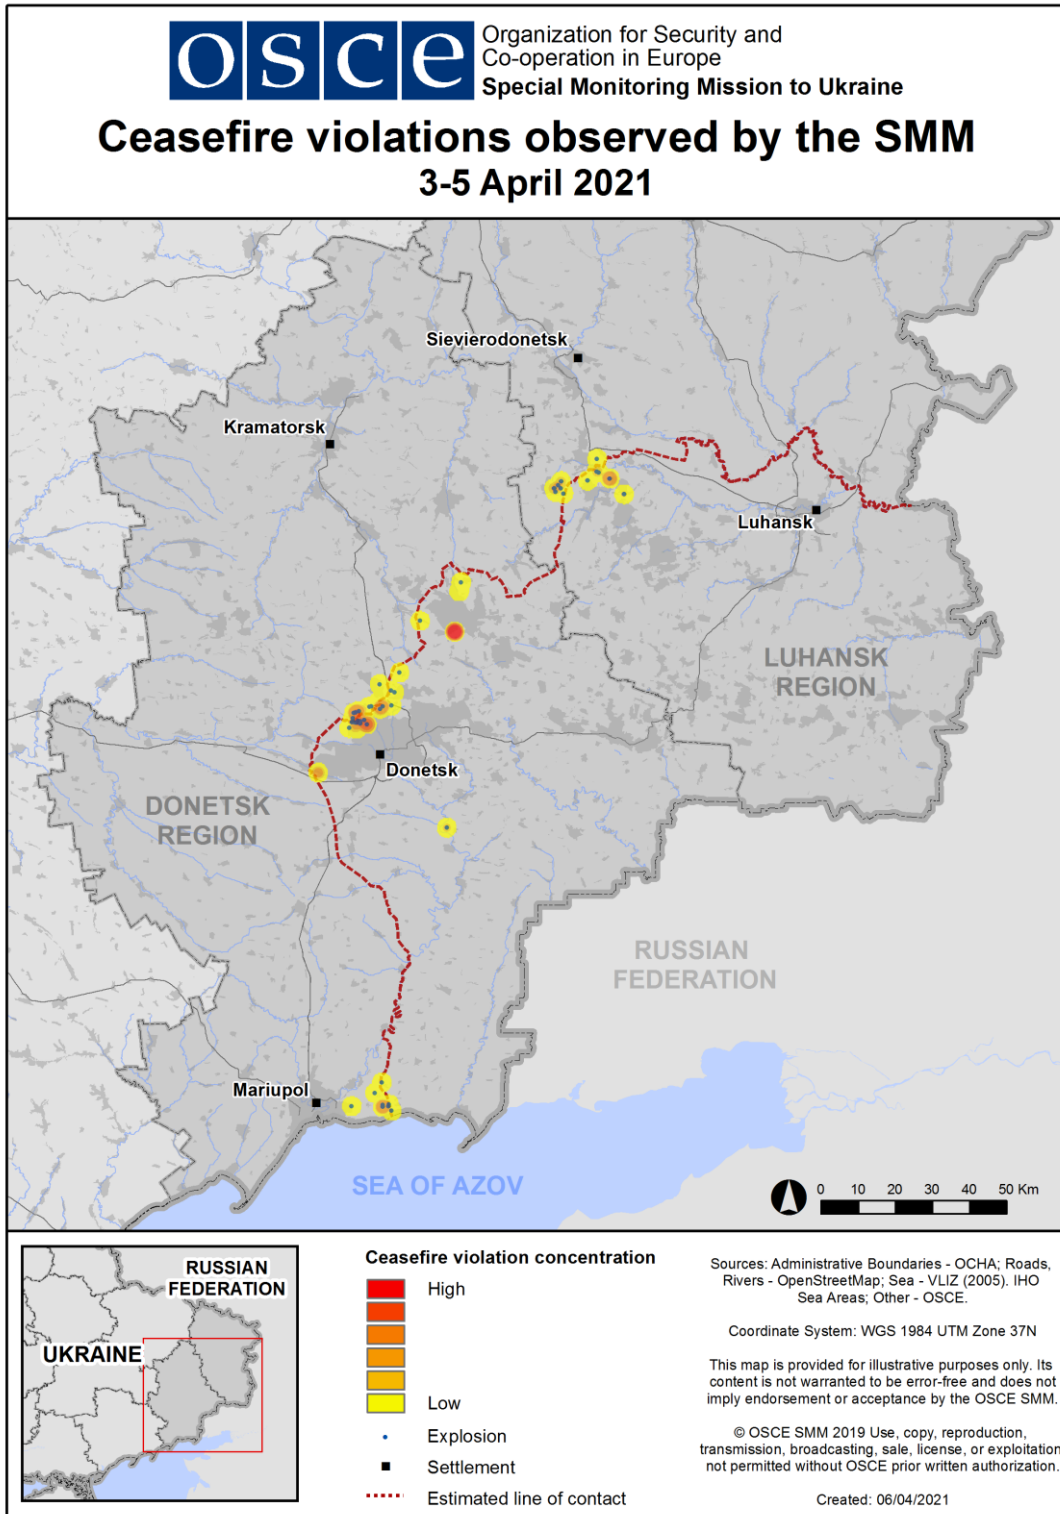 osce
Organization for Security and
Co-operation in Europe
Special Monitoring Mission to Ukraine
Ceasefire violations observed by the SMM
3-5 April 2021
Sievierodonetsk
Kramatorsk
Luhansk
LUHANSK
REGION
Donetsk
DONETSK
REGION
RUSSIAN
FEDERATION
Mariupol
SEA OF AZOV
0 10 20 30 40 50 Km
RUSSIAN
FEDERATION
UKRAINE
Ceasefire violation concentration
High
Low
Explosion
Settlement
Estimated line of contact
Sources: Administrative Boundaries - OCHA; Roads,
Rivers - OpenStreetMap; Sea - VLIZ (2005). IHO
Sea Areas; Other - OSCE.
Coordinate System: WGS 1984 UTM Zone 37N
This map is provided for illustrative purposes only. Its
content is not warranted to be error-free and does not
imply endorsement or acceptance by the OSCE SMM.
© OSCE SMM 2019 Use, copy, reproduction,
transmission, broadcasting, sale, license, or exploitation
not permitted without OSCE prior written authorization.
Created: 06/04/2021